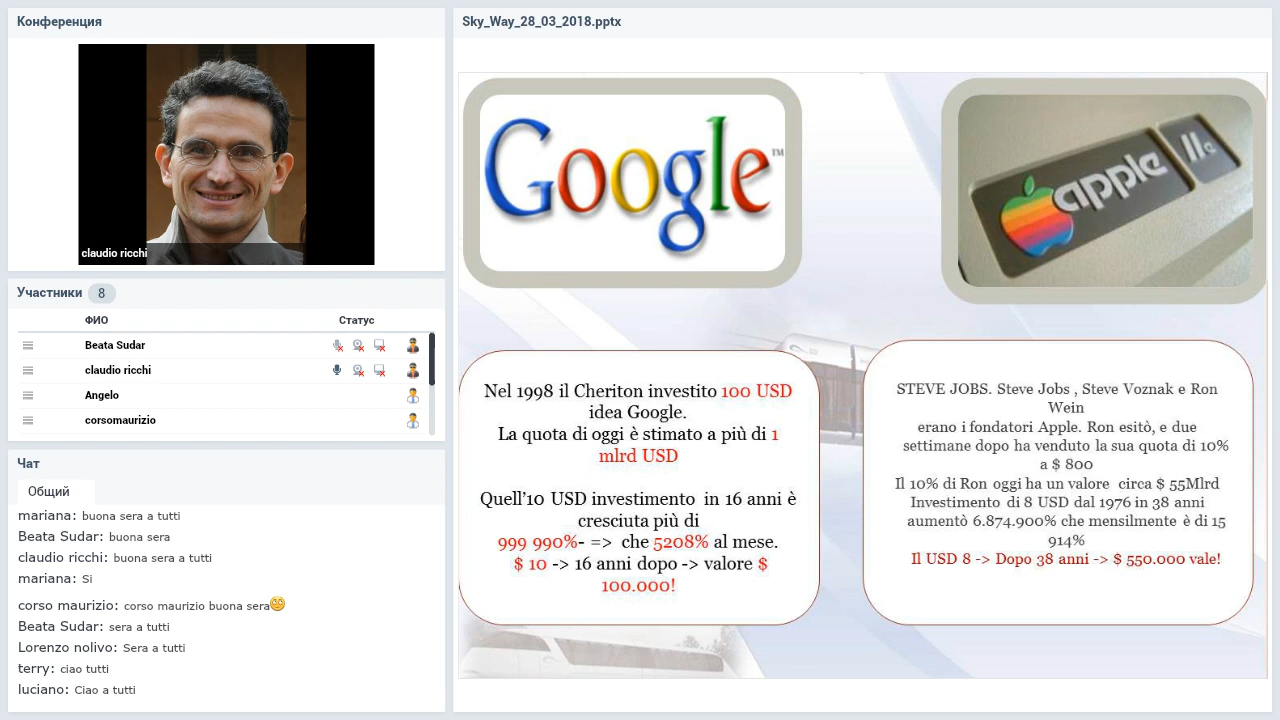 Конференция
claudio ricchi
Участники 8
ФИО Статус
Beata Sudar
claudio ricchi
Angelo
corsomaurizio
Чат
Общий
mariana: buona sera a tutti
Beata Sudar: buona sera
claudio ricchi: buona sera a tutti
mariana: Si
corso maurizio: corso maurizio buona sera
Beata Sudar: sera a tutti
Lorenzo nolivo: Sera a tutti
terry: ciao tutti
luciano: Ciao a tutti
Sky_Way_28_03_2018.pptx
Google™
apple IIc
Nel 1998 il Cheriton investito 100 USD
idea Google.
La quota di oggi è stimato a più di 1
mlrd USD
Quell'10 USD investimento in 16 anni è
cresciuta più di
999 990%- => che 5208% al mese.
$ 10 -> 16 anni dopo -> valore $
100.000!
STEVE JOBS. Steve Jobs , Steve Voznak e Ron
Wein
erano i fondatori Apple. Ron esitò, e due
settimane dopo ha venduto la sua quota di 10%
a $ 800
Il 10% di Ron oggi ha un valore circa $ 55Mlrd
Investimento di 8 USD dal 1976 in 38 anni
aumentò 6.874.900% che mensilmente è di 15
914%
Il USD 8 -> Dopo 38 anni -> $ 550.000 vale!